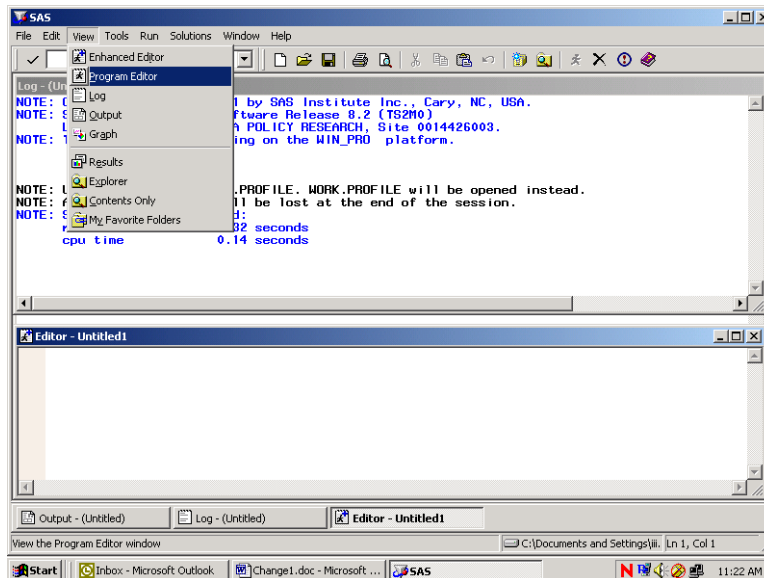 SAS
File Edit View Tools Run Solutions Window Help
Enhanced Editor
Program Editor
Log
Output
Graph
Results
Explorer
Contents Only
My Favorite Folders
Log - (Un
NOTE: 1 by SAS Institute Inc., Cary, NC, USA.
NOTE: S ftware Release 8.2 (TS2M0)
L A POLICY RESEARCH, Site 0014426003.
NOTE: T ing on the WIN_PRO platform.
NOTE: .PROFILE. WORK.PROFILE will be opened instead.
NOTE: ll be lost at the end of the session.
NOTE: S d:
32 seconds
cpu time 0.14 seconds
Editor - Untitled1
Output - (Untitled) Log - (Untitled) Editor - Untitled1
View the Program Editor window C:\Documents and Settings\iii. Ln 1, Col 1
Start Inbox - Microsoft Outlook Change1.doc - Microsoft ... SAS N 11:22 AM